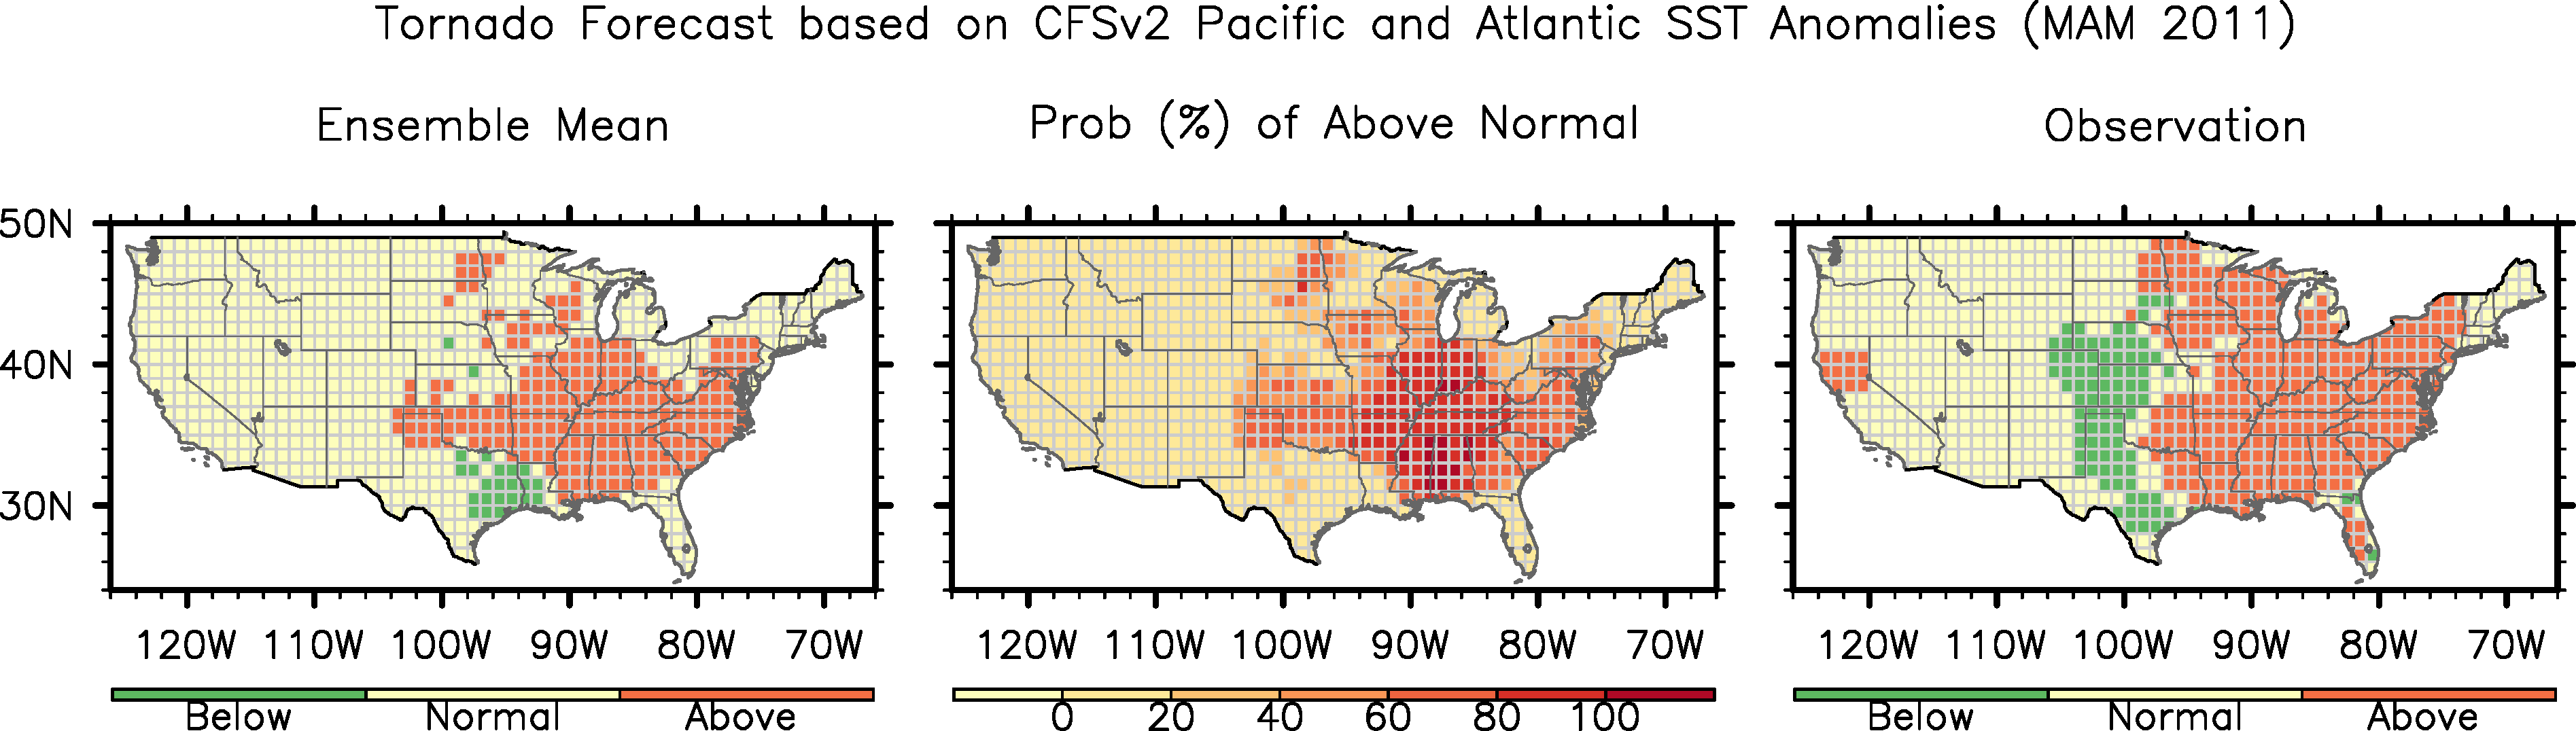 Tornado Forecast based on CFSv2 Pacific and Atlantic SST Anomalies (MAM 2011)
Ensemble Mean
Prob (%) of Above Normal
Observation
50N
40N
30N
120W 110W 100W 90W 80W 70W
120W 110W 100W 90W 80W 70W
120W 110W 100W 90W 80W 70W
Below Normal Above
0 20 40 60 80 100
Below Normal Above